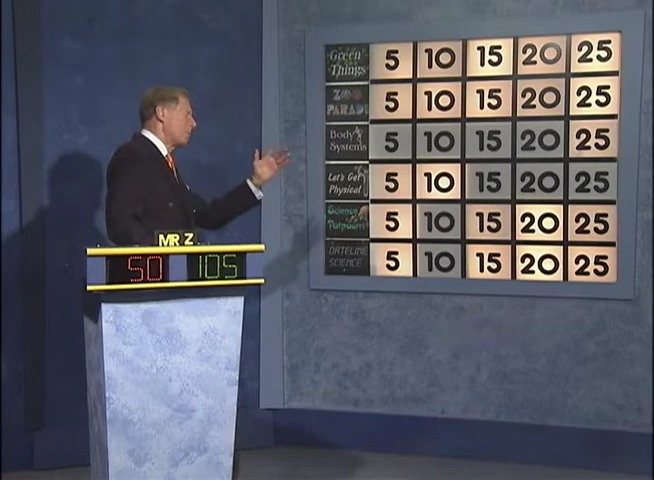 Green Things 5 10 15 20 25
ZOO PARADE 5 10 15 20 25
Body Systems 5 10 15 20 25
Let's Get Physical 5 10 15 20 25
Science Potpourri 5 10 15 20 25
DATELINE SCIENCE 5 10 15 20 25
MR Z
50 105